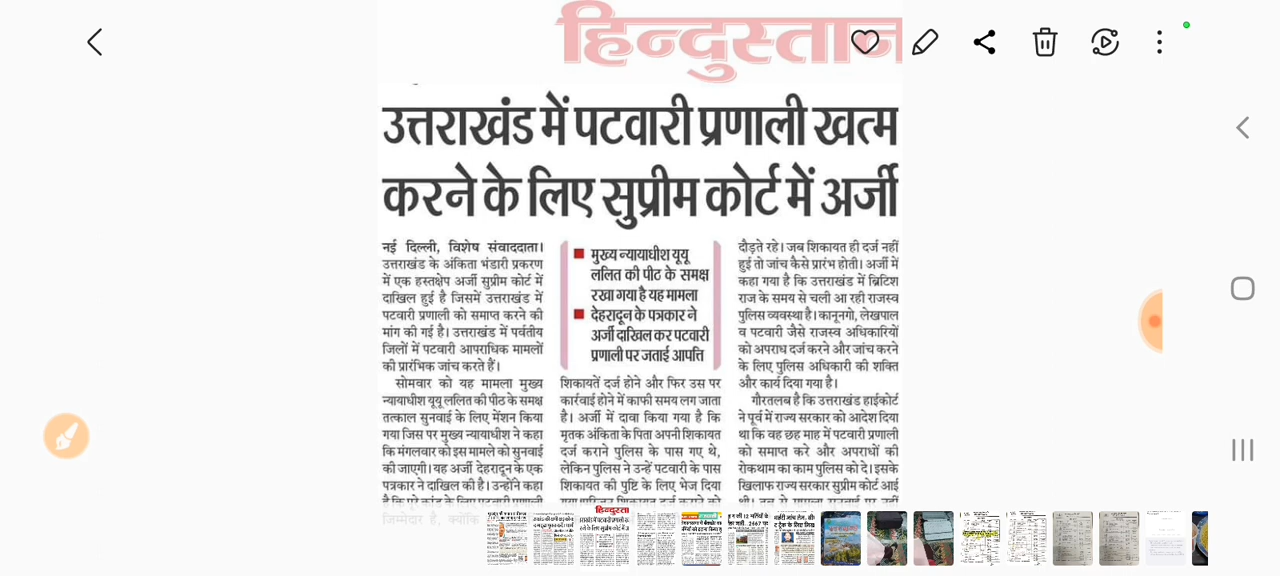 हिन्दुस्तान
उत्तराखंड में पटवारी प्रणाली खत्म
करने के लिए सुप्रीम कोर्ट में अर्जी
नई दिल्ली, विशेष संवाददाता।
उत्तराखंड के अंकिता भंडारी प्रकरण
में एक हस्तक्षेप अर्जी सुप्रीम कोर्ट में
दाखिल हुई है जिसमें उत्तराखंड में
पटवारी प्रणाली को समाप्त करने की
मांग की गई है। उत्तराखंड में पर्वतीय
जिलों में पटवारी आपराधिक मामलों
की प्रारंभिक जांच करते हैं।
सोमवार को यह मामला मुख्य
न्यायाधीश यूयू ललित की पीठ के समक्ष
तत्काल सुनवाई के लिए मेंशन किया
गया जिस पर मुख्य न्यायाधीश ने कहा
कि मंगलवार को इस मामले को सुनवाई
की जाएगी। यह अर्जी देहरादून के एक
पत्रकार ने दाखिल की है। उन्होंने कहा
है कि पूरे कांड के लिए पटवारी प्रणाली
जिम्मेदार है, क्योंकि
मुख्य न्यायाधीश यूयू
ललित की पीठ के समक्ष
रखा गया है यह मामला
देहरादून के पत्रकार ने
अर्जी दाखिल कर पटवारी
प्रणाली पर जताई आपत्ति
शिकायतें दर्ज होने और फिर उस पर
कार्रवाई होने में काफी समय लग जाता
है। अर्जी में दावा किया गया है कि
मृतक अंकिता के पिता अपनी शिकायत
दर्ज कराने पुलिस के पास गए थे,
लेकिन पुलिस ने उन्हें पटवारी के पास
शिकायत की पुष्टि के लिए भेज दिया
दौड़ते रहे। जब शिकायत ही दर्ज नहीं
हुई तो जांच कैसे प्रारंभ होती। अर्जी में
कहा गया है कि उत्तराखंड में ब्रिटिश
राज के समय से चली आ रही राजस्व
पुलिस व्यवस्था है। कानूनगो, लेखपाल
व पटवारी जैसे राजस्व अधिकारियों
को अपराध दर्ज करने और जांच करने
के लिए पुलिस अधिकारी की शक्ति
और कार्य दिया गया है।
गौरतलब है कि उत्तराखंड हाईकोर्ट
ने पूर्व में राज्य सरकार को आदेश दिया
था कि वह छह माह में पटवारी प्रणाली
को समाप्त करे और अपराधों की
रोकथाम का काम पुलिस को दे। इसके
खिलाफ राज्य सरकार सुप्रीम कोर्ट आई